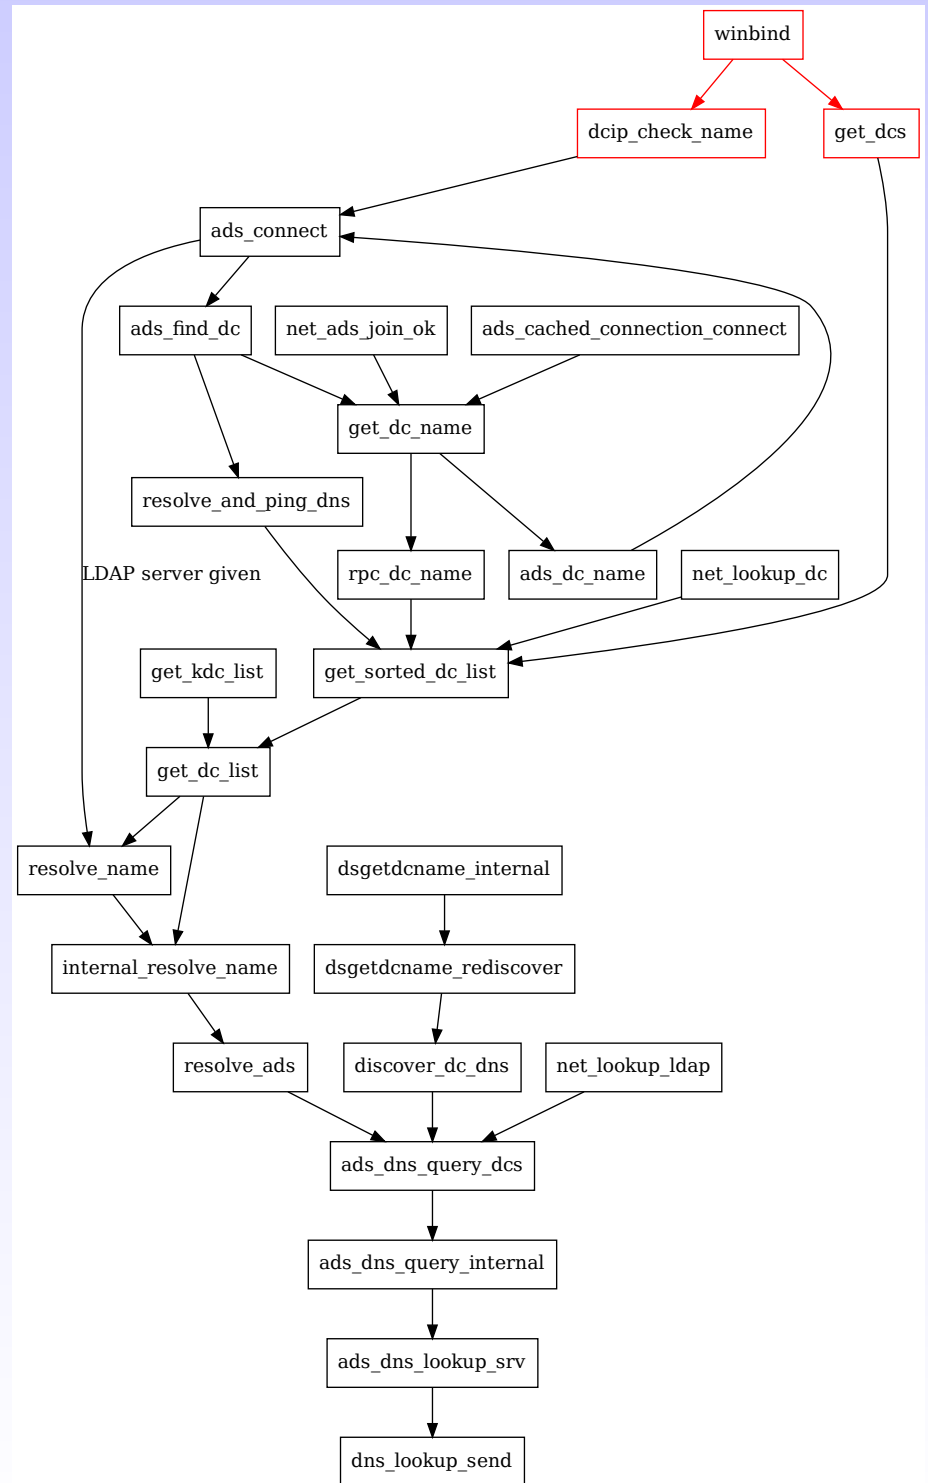 winbind
dcip_check_name
get_dcs
ads_connect
ads_find_dc
net_ads_join_ok
ads_cached_connection_connect
get_dc_name
resolve_and_ping_dns
rpc_dc_name
ads_dc_name
net_lookup_dc
LDAP server given
get_kdc_list
get_sorted_dc_list
get_dc_list
resolve_name
dsgetdcname_internal
internal_resolve_name
dsgetdcname_rediscover
resolve_ads
discover_dc_dns
net_lookup_ldap
ads_dns_query_dcs
ads_dns_query_internal
ads_dns_lookup_srv
dns_lookup_send